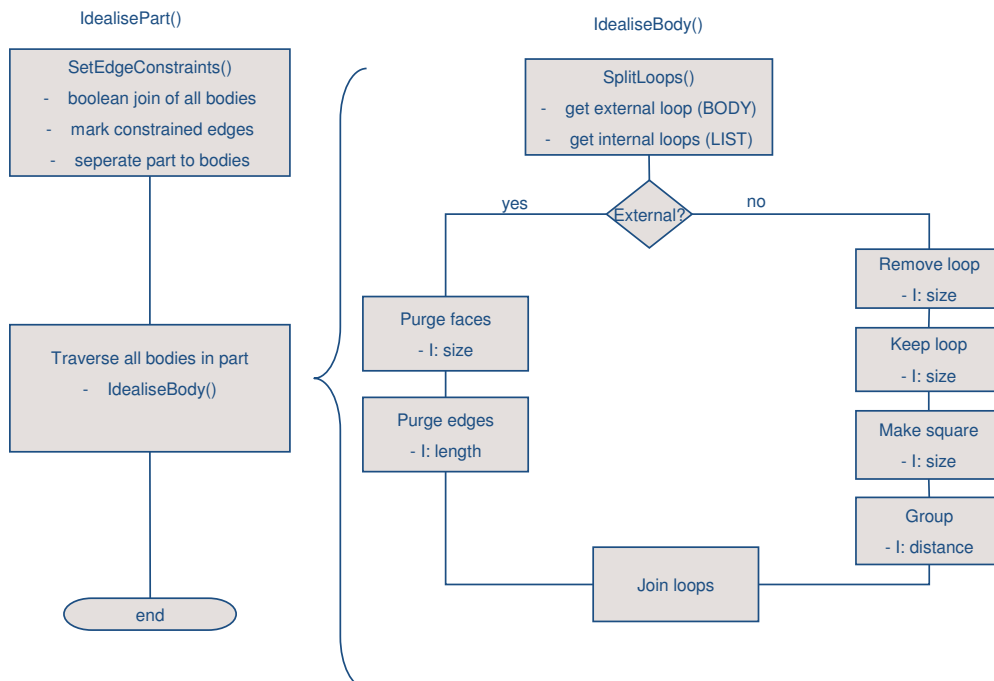 IdealisePart()
SetEdgeConstraints()
- boolean join of all bodies
- mark constrained edges
- seperate part to bodies
Traverse all bodies in part
- IdealiseBody()
end
IdealiseBody()
SplitLoops()
- get external loop (BODY)
- get internal loops (LIST)
External?
yes
no
Purge faces
- I: size
Purge edges
- I: length
Remove loop
- I: size
Keep loop
- I: size
Make square
- I: size
Group
- I: distance
Join loops